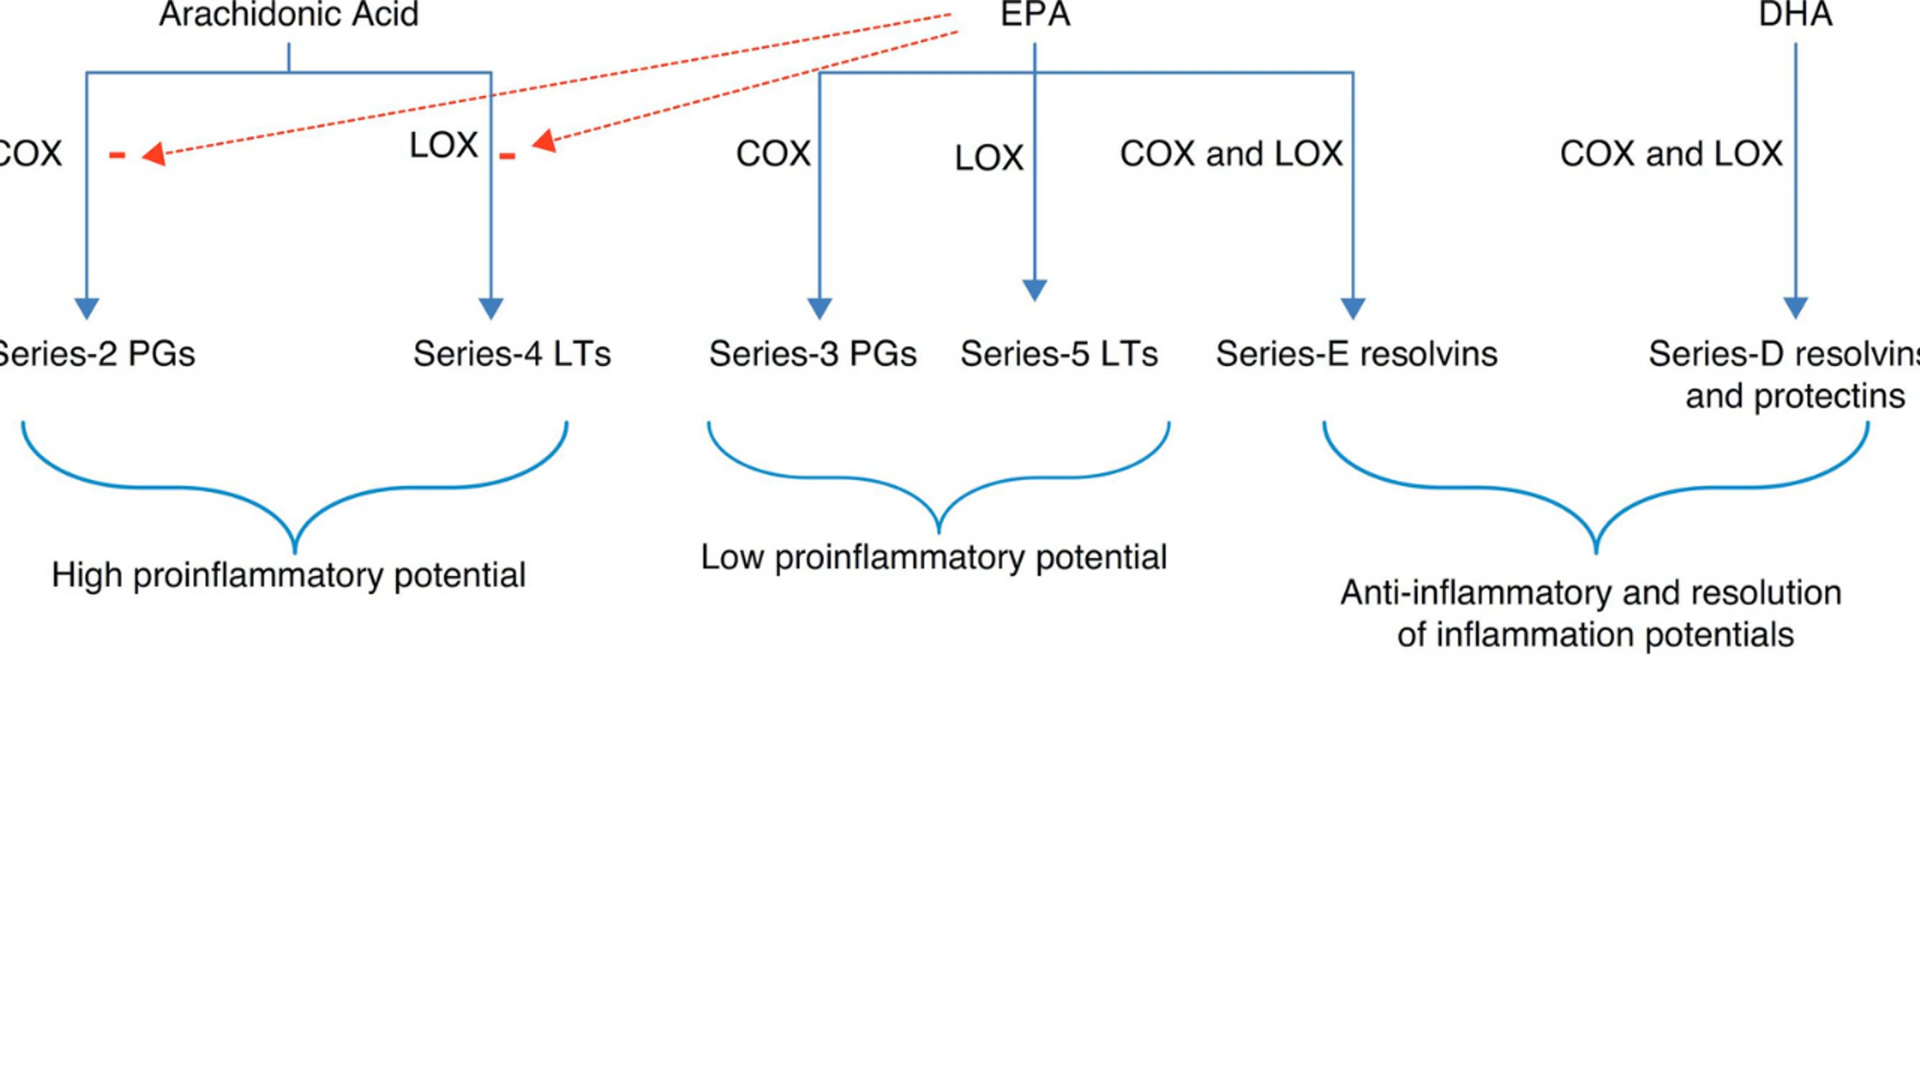 Arachidonic Acid EPA DHA
COX - LOX - COX LOX COX and LOX COX and LOX
Series-2 PGs Series-4 LTs Series-3 PGs Series-5 LTs Series-E resolvins Series-D resolvins
and protectins
High proinflammatory potential
Low proinflammatory potential
Anti-inflammatory and resolution
of inflammation potentials